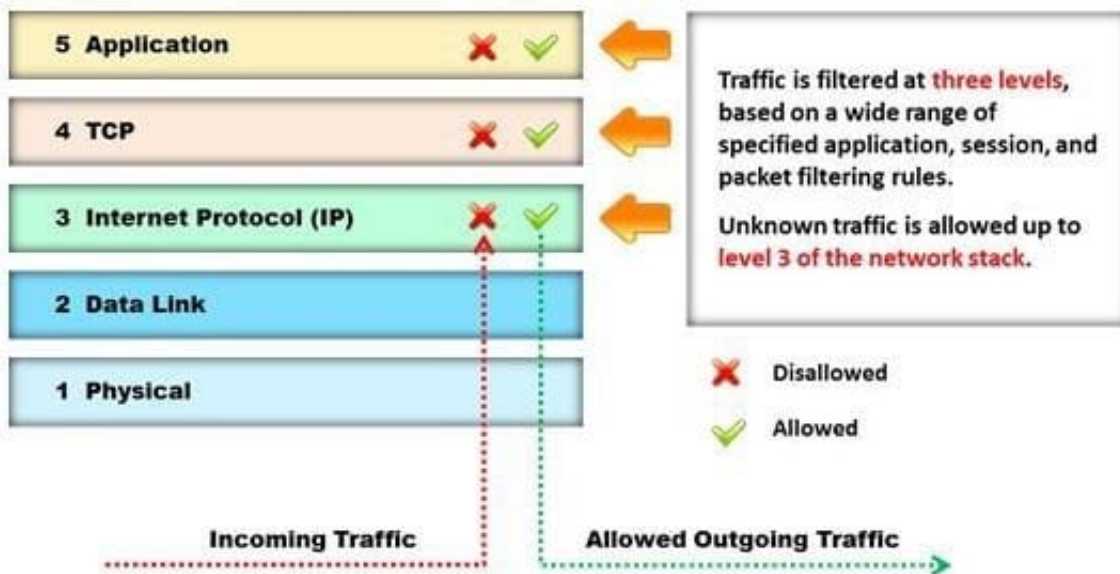 5 Application
4 TCP
3 Internet Protocol (IP)
2 Data Link
1 Physical
Traffic is filtered at three levels,
based on a wide range of
specified application, session, and
packet filtering rules.
Unknown traffic is allowed up to
level 3 of the network stack.
Disallowed
Allowed
Incoming Traffic
Allowed Outgoing Traffic